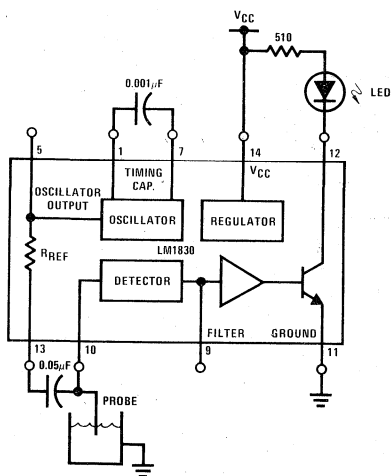 VCC
510
0.001µF
LED
5
1
7
14
12
TIMING
CAP.
VCC
OSCILLATOR
OUTPUT
OSCILLATOR
REGULATOR
RREF
LM1830
DETECTOR
FILTER
GROUND
13
10
9
11
0.05µF
PROBE